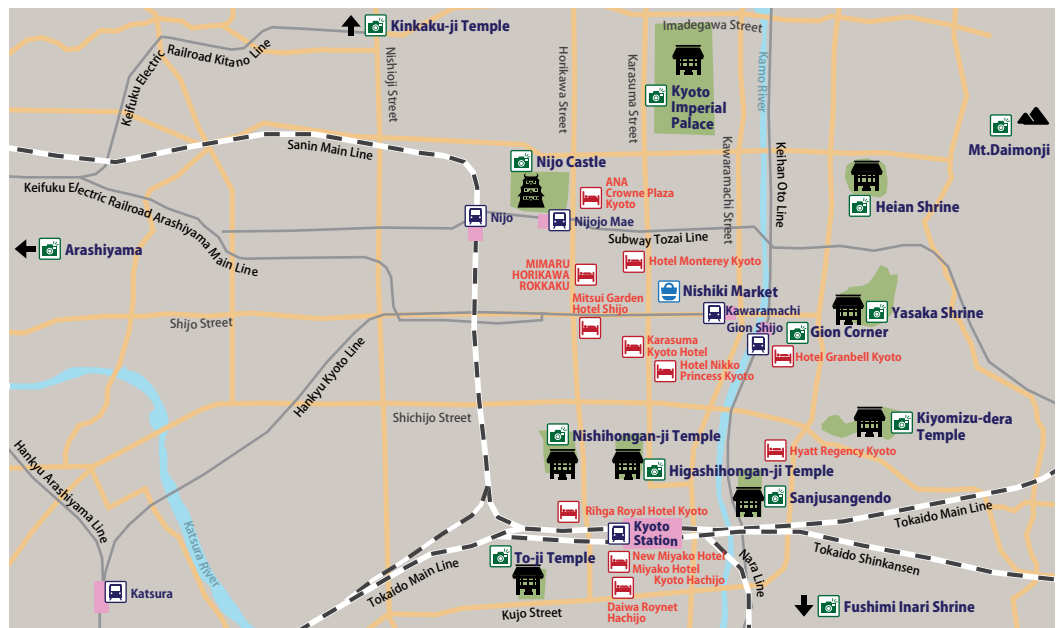 Kinkaku-ji Temple
Imadegawa Street
Keifuku Electric
Railroad Kitano Line
Nishioji Street
Horikawa Street
Karasuma Street
Kamo River
Kyoto
Imperial
Palace
Mt.Daimonji
Sanin Main Line
Nijo Castle
Kawaramachi Street
Keihan Oto Line
Keifuku Electric Railroad Arashiyama Main Line
ANA
Crowne Plaza
Kyoto
Heian Shrine
Nijo
Nijojo Mae
Subway Tozai Line
Arashiyama
MIMARU
HORIKAWA
ROKKAKU
Hotel Monterey Kyoto
Nishiki Market
Mitsui Garden
Hotel Shijo
Kawaramachi
Gion Shijo
Yasaka Shrine
Gion Corner
Shijo Street
Karasuma
Kyoto Hotel
Hotel Granbell Kyoto
Hotel Nikko
Princess Kyoto
Hankyu Kyoto Line
Shichijo Street
Kiyomizu-dera
Temple
Nishihongan-ji Temple
Hyatt Regency Kyoto
Higashihongan-ji Temple
Hankyu Arashiyama Line
Sanjusangendo
Rihga Royal Hotel Kyoto
Tokaido Main Line
Kyoto
Station
Katsura River
To-ji Temple
New Miyako Hotel
Miyako Hotel
Kyoto Hachijo
Tokaido Shinkansen
Tokaido Main Line
Nara Line
Katsura
Daiwa Roynet
Hachijo
Kujo Street
Fushimi Inari Shrine